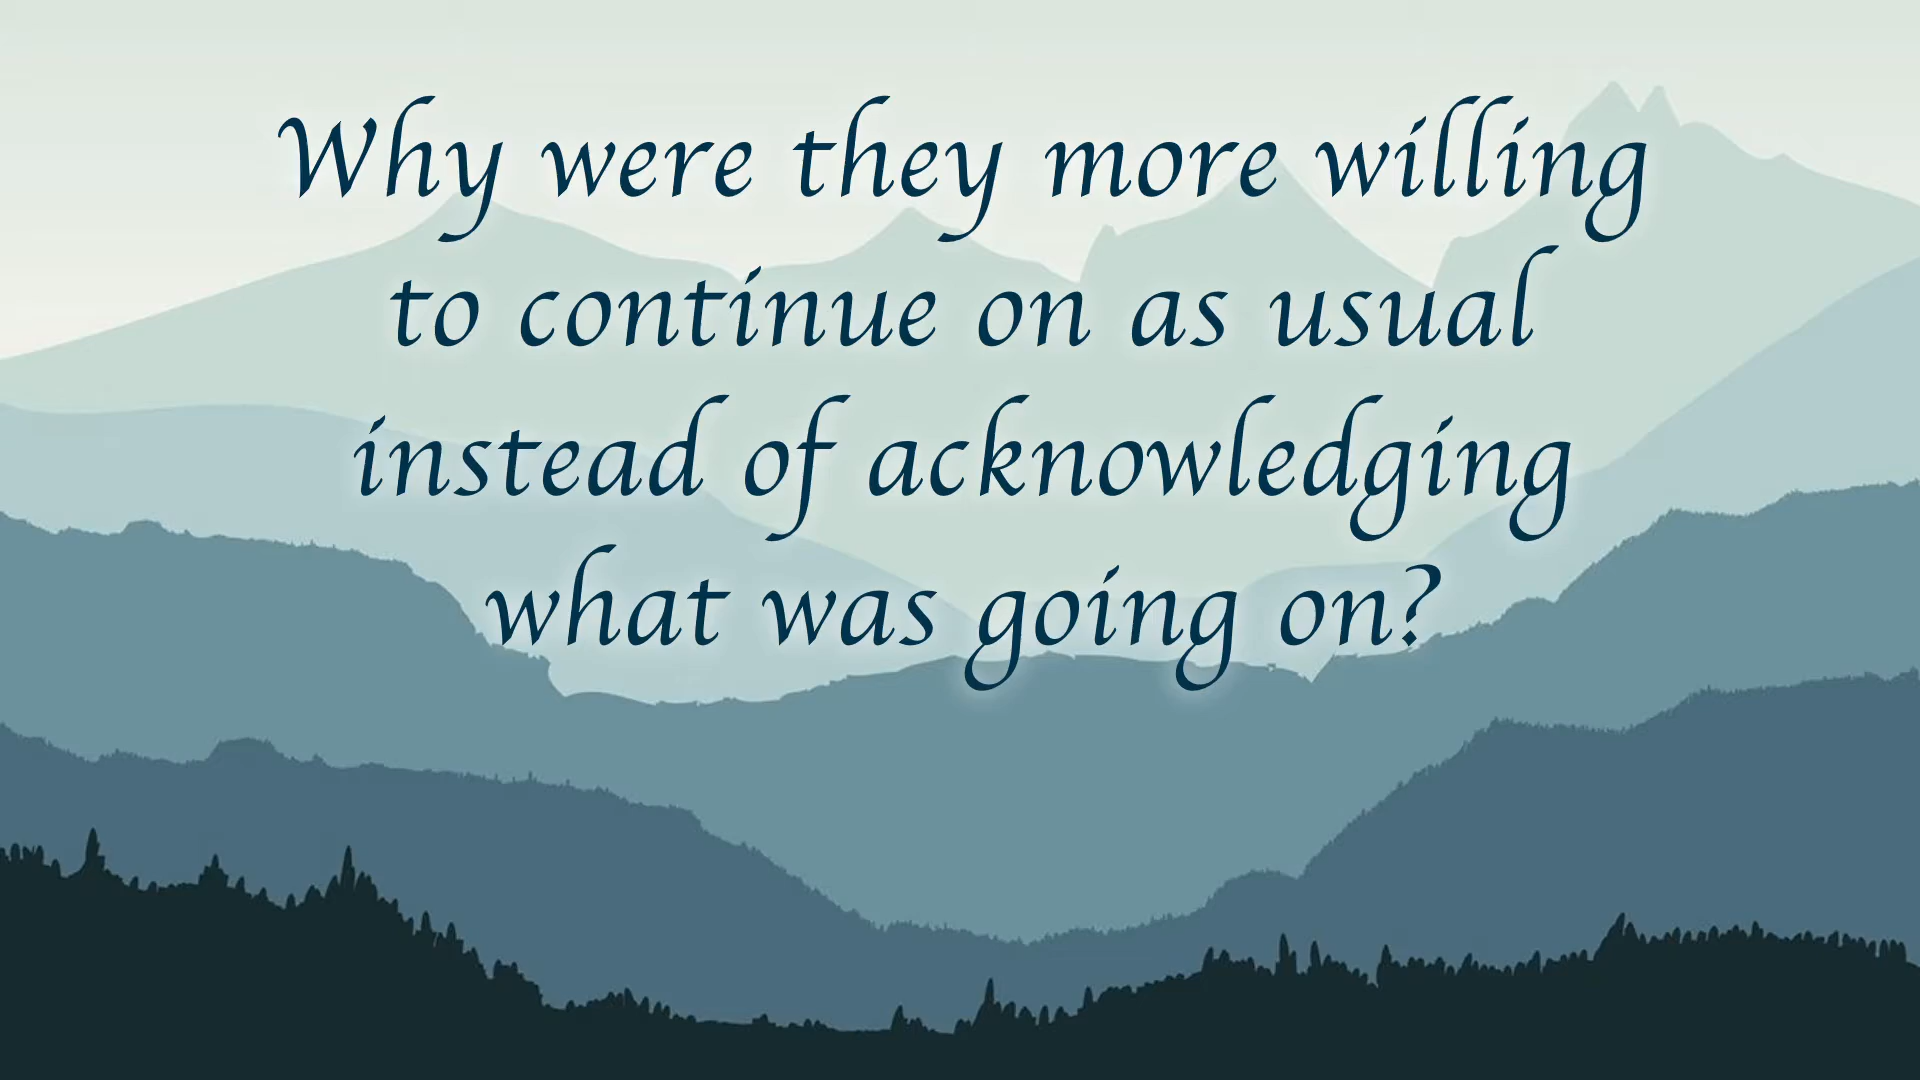 Why were they more willing
to continue on as usual
instead of acknowledging
what was going on?